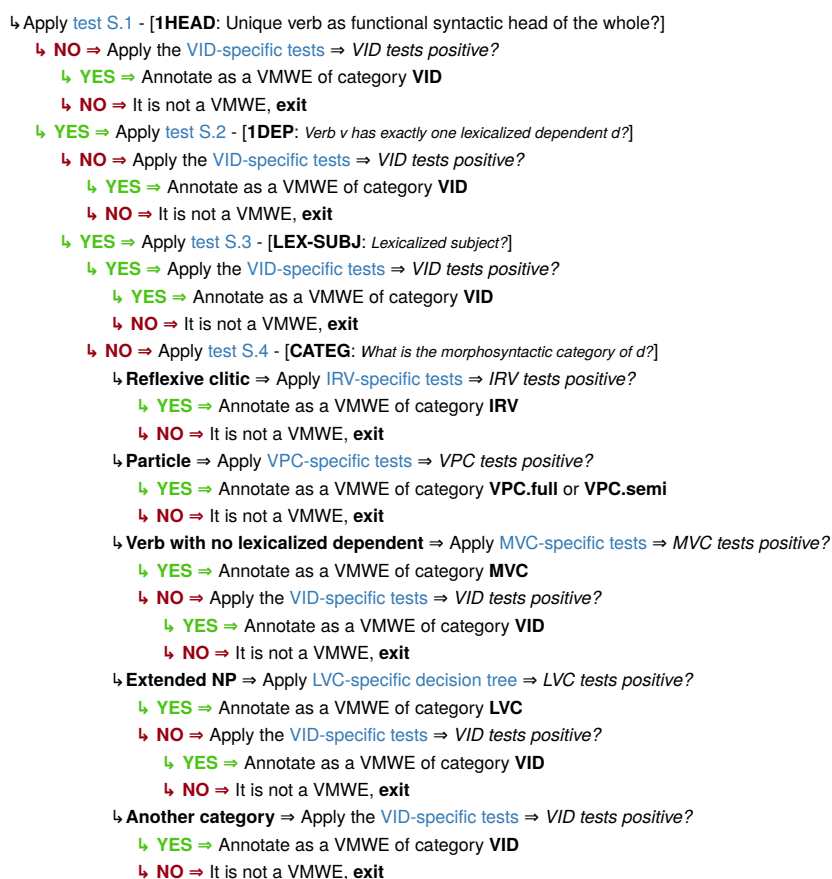 ↳ Apply test S.1 - [1HEAD: Unique verb as functional syntactic head of the whole?]
↳ NO ⇒ Apply the VID-specific tests ⇒ VID tests positive?
↳ YES ⇒ Annotate as a VMWE of category VID
↳ NO ⇒ It is not a VMWE, exit
↳ YES ⇒ Apply test S.2 - [1DEP: Verb v has exactly one lexicalized dependent d?]
↳ NO ⇒ Apply the VID-specific tests ⇒ VID tests positive?
↳ YES ⇒ Annotate as a VMWE of category VID
↳ NO ⇒ It is not a VMWE, exit
↳ YES ⇒ Apply test S.3 - [LEX-SUBJ: Lexicalized subject?]
↳ YES ⇒ Apply the VID-specific tests ⇒ VID tests positive?
↳ YES ⇒ Annotate as a VMWE of category VID
↳ NO ⇒ It is not a VMWE, exit
↳ NO ⇒ Apply test S.4 - [CATEG: What is the morphosyntactic category of d?]
↳ Reflexive clitic ⇒ Apply IRV-specific tests ⇒ IRV tests positive?
↳ YES ⇒ Annotate as a VMWE of category IRV
↳ NO ⇒ It is not a VMWE, exit
↳ Particle ⇒ Apply VPC-specific tests ⇒ VPC tests positive?
↳ YES ⇒ Annotate as a VMWE of category VPC.full or VPC.semi
↳ NO ⇒ It is not a VMWE, exit
↳ Verb with no lexicalized dependent ⇒ Apply MVC-specific tests ⇒ MVC tests positive?
↳ YES ⇒ Annotate as a VMWE of category MVC
↳ NO ⇒ Apply the VID-specific tests ⇒ VID tests positive?
↳ YES ⇒ Annotate as a VMWE of category VID
↳ NO ⇒ It is not a VMWE, exit
↳ Extended NP ⇒ Apply LVC-specific decision tree ⇒ LVC tests positive?
↳ YES ⇒ Annotate as a VMWE of category LVC
↳ NO ⇒ Apply the VID-specific tests ⇒ VID tests positive?
↳ YES ⇒ Annotate as a VMWE of category VID
↳ NO ⇒ It is not a VMWE, exit
↳ Another category ⇒ Apply the VID-specific tests ⇒ VID tests positive?
↳ YES ⇒ Annotate as a VMWE of category VID
↳ NO ⇒ It is not a VMWE, exit